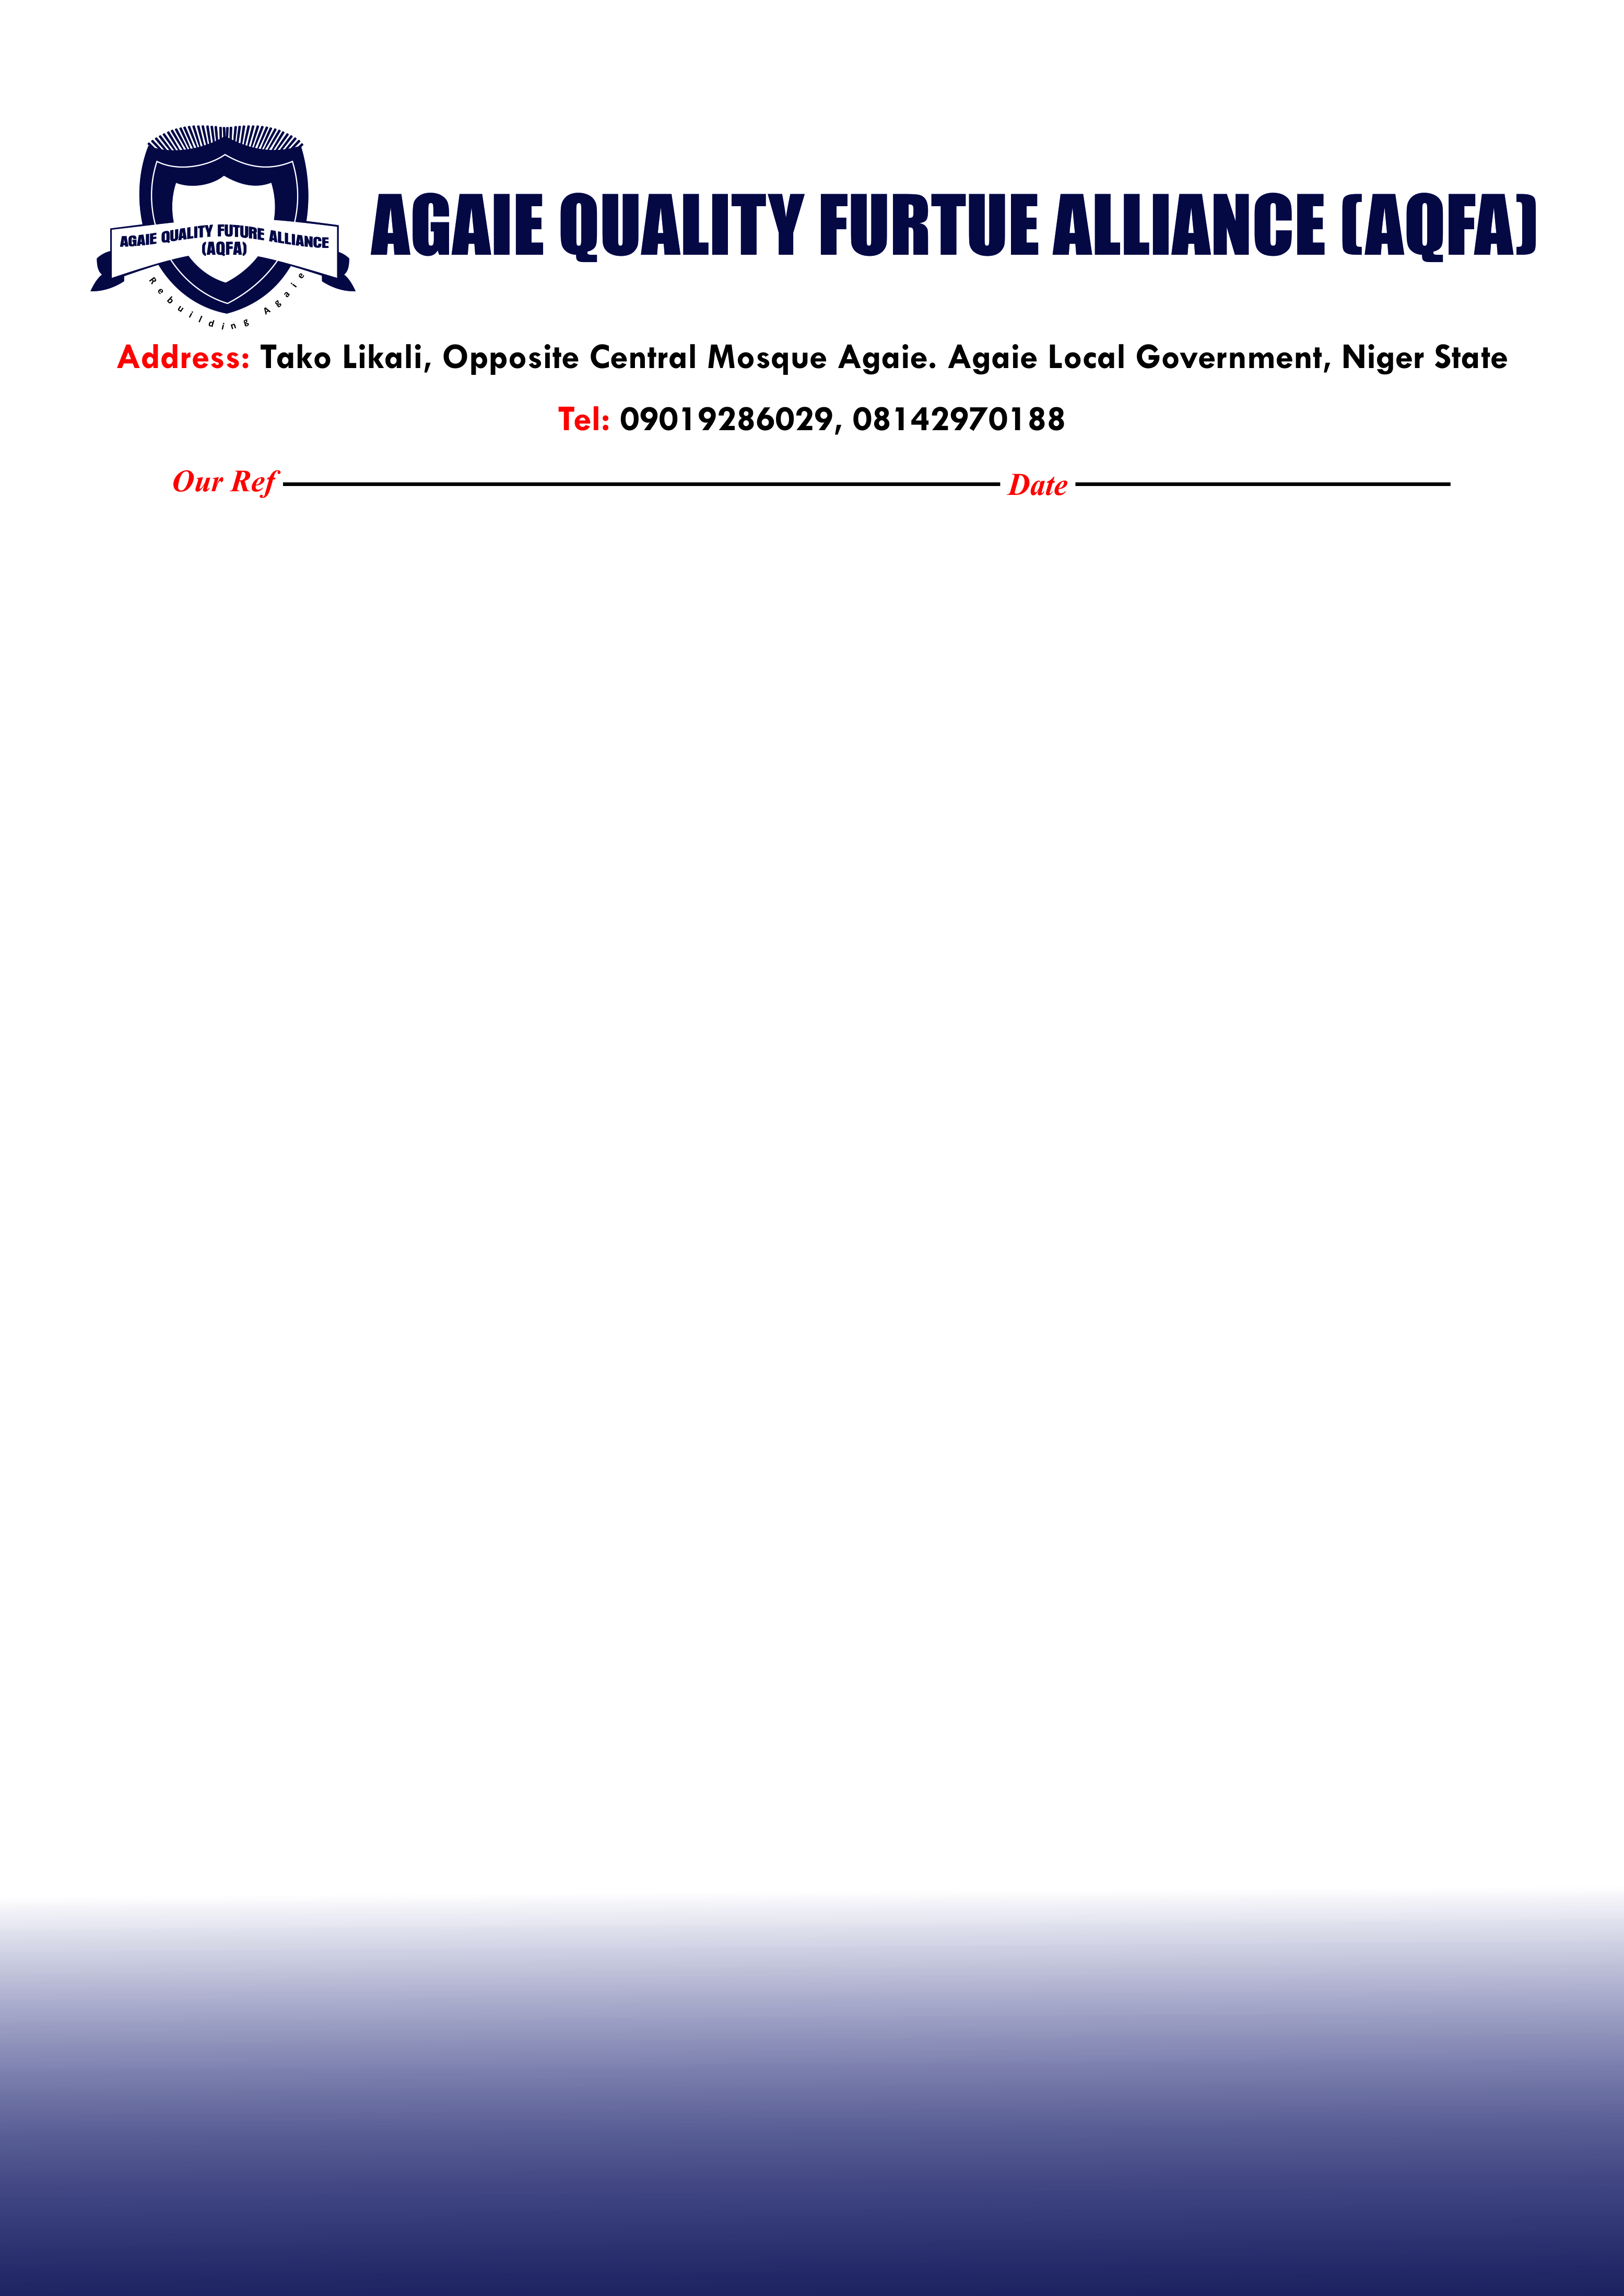 AGAIE QUALITY FUTURE ALLIANCE
(AQFA)
Rebuilding Agaie
AGAIE QUALITY FURTUE ALLIANCE (AQFA)
Address: Tako Likali, Opposite Central Mosque Agaie. Agaie Local Government, Niger State
Tel: 09019286029, 08142970188
Our Ref Date